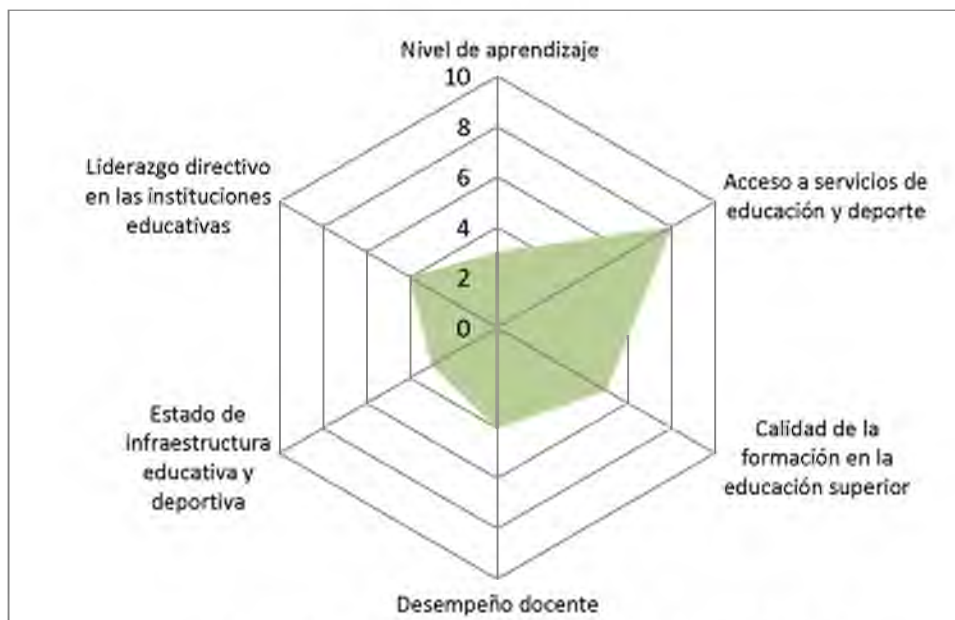 Nivel de aprendizaje
10
8
6
4
2
0
Acceso a servicios de
educación y deporte
Calidad de la
formación en la
educación superior
Desempeño docente
Estado de
infraestructura
educativa y
deportiva
Liderazgo directivo
en las instituciones
educativas